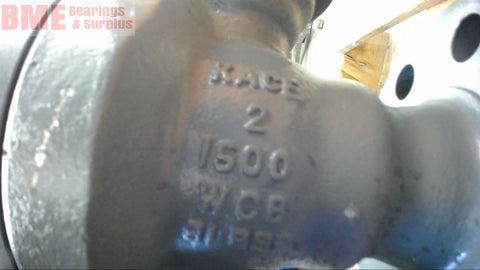 BME Bearings & Surplus
KACE
2
1500
WCB